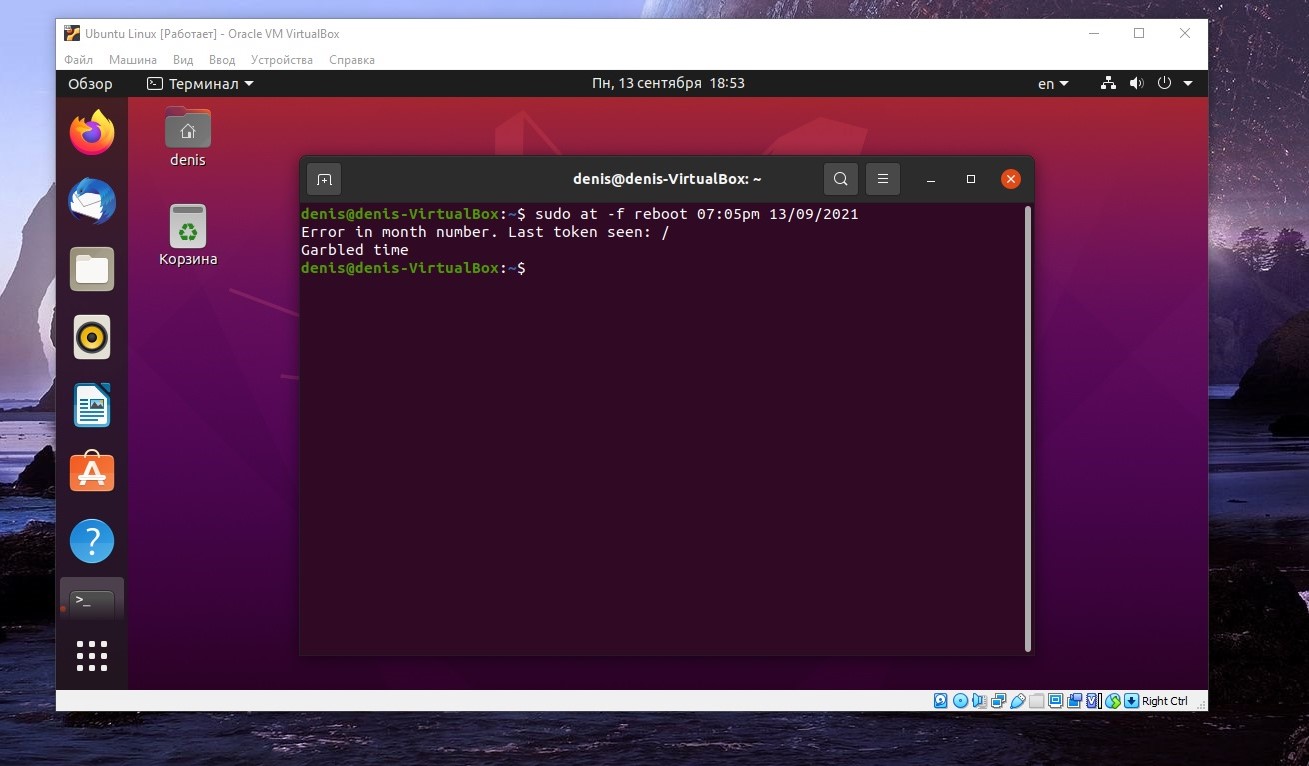 Ubuntu Linux [Работает] - Oracle VM VirtualBox
Файл Машина Вид Ввод Устройства Справка
Обзор Терминал Пн, 13 сентября 18:53 en
denis
Корзина
denis@denis-VirtualBox: ~
denis@denis-VirtualBox:~$ sudo at -f reboot 07:05pm 13/09/2021
Error in month number. Last token seen: /
Garbled time
denis@denis-VirtualBox:~$
Right Ctrl